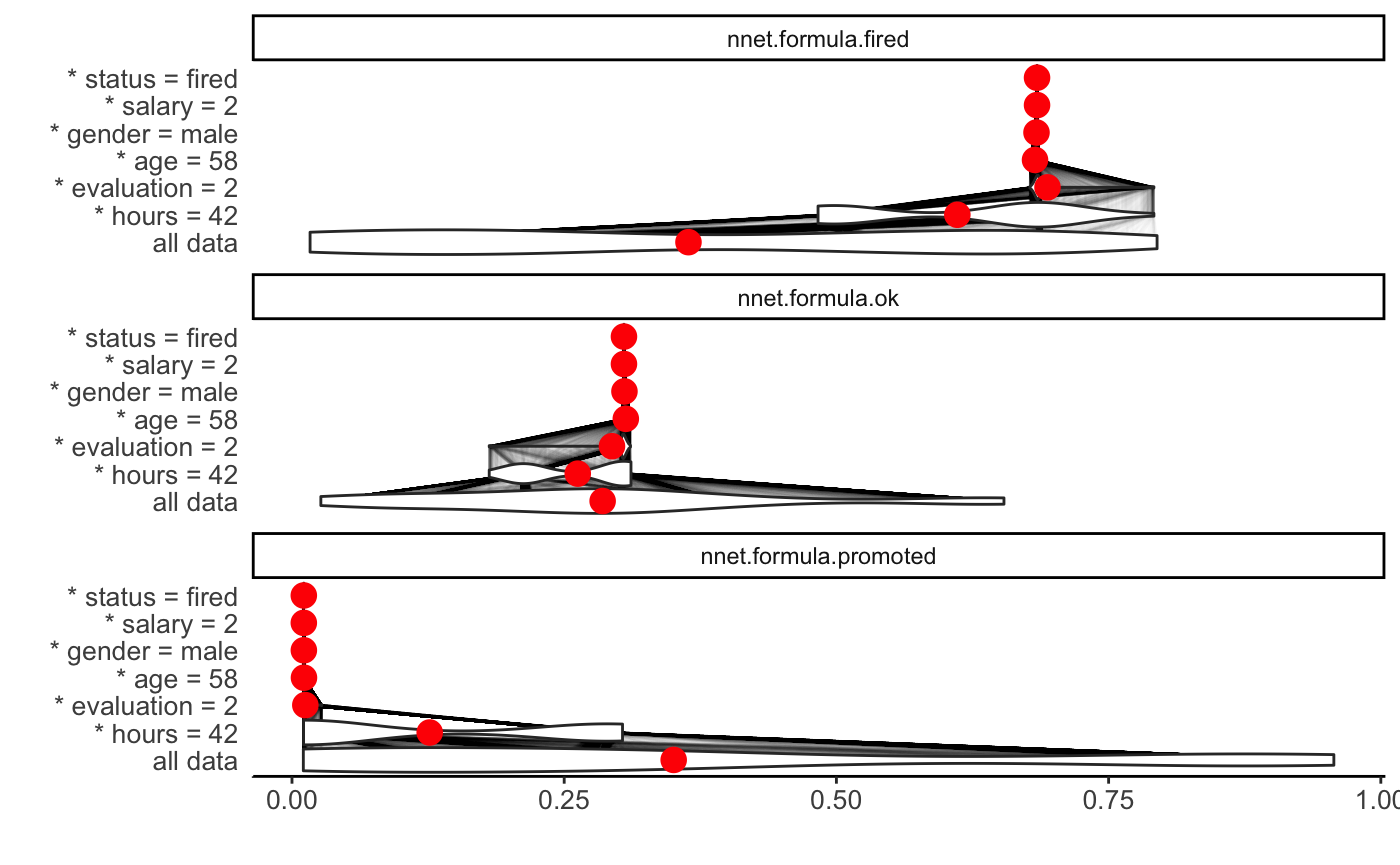 nnet.formula.fired
* status = fired
* salary = 2
* gender = male
* age = 58
* evaluation = 2
* hours = 42
all data
nnet.formula.ok
* status = fired
* salary = 2
* gender = male
* age = 58
* evaluation = 2
* hours = 42
all data
nnet.formula.promoted
* status = fired
* salary = 2
* gender = male
* age = 58
* evaluation = 2
* hours = 42
all data
0.00 0.25 0.50 0.75 1.00